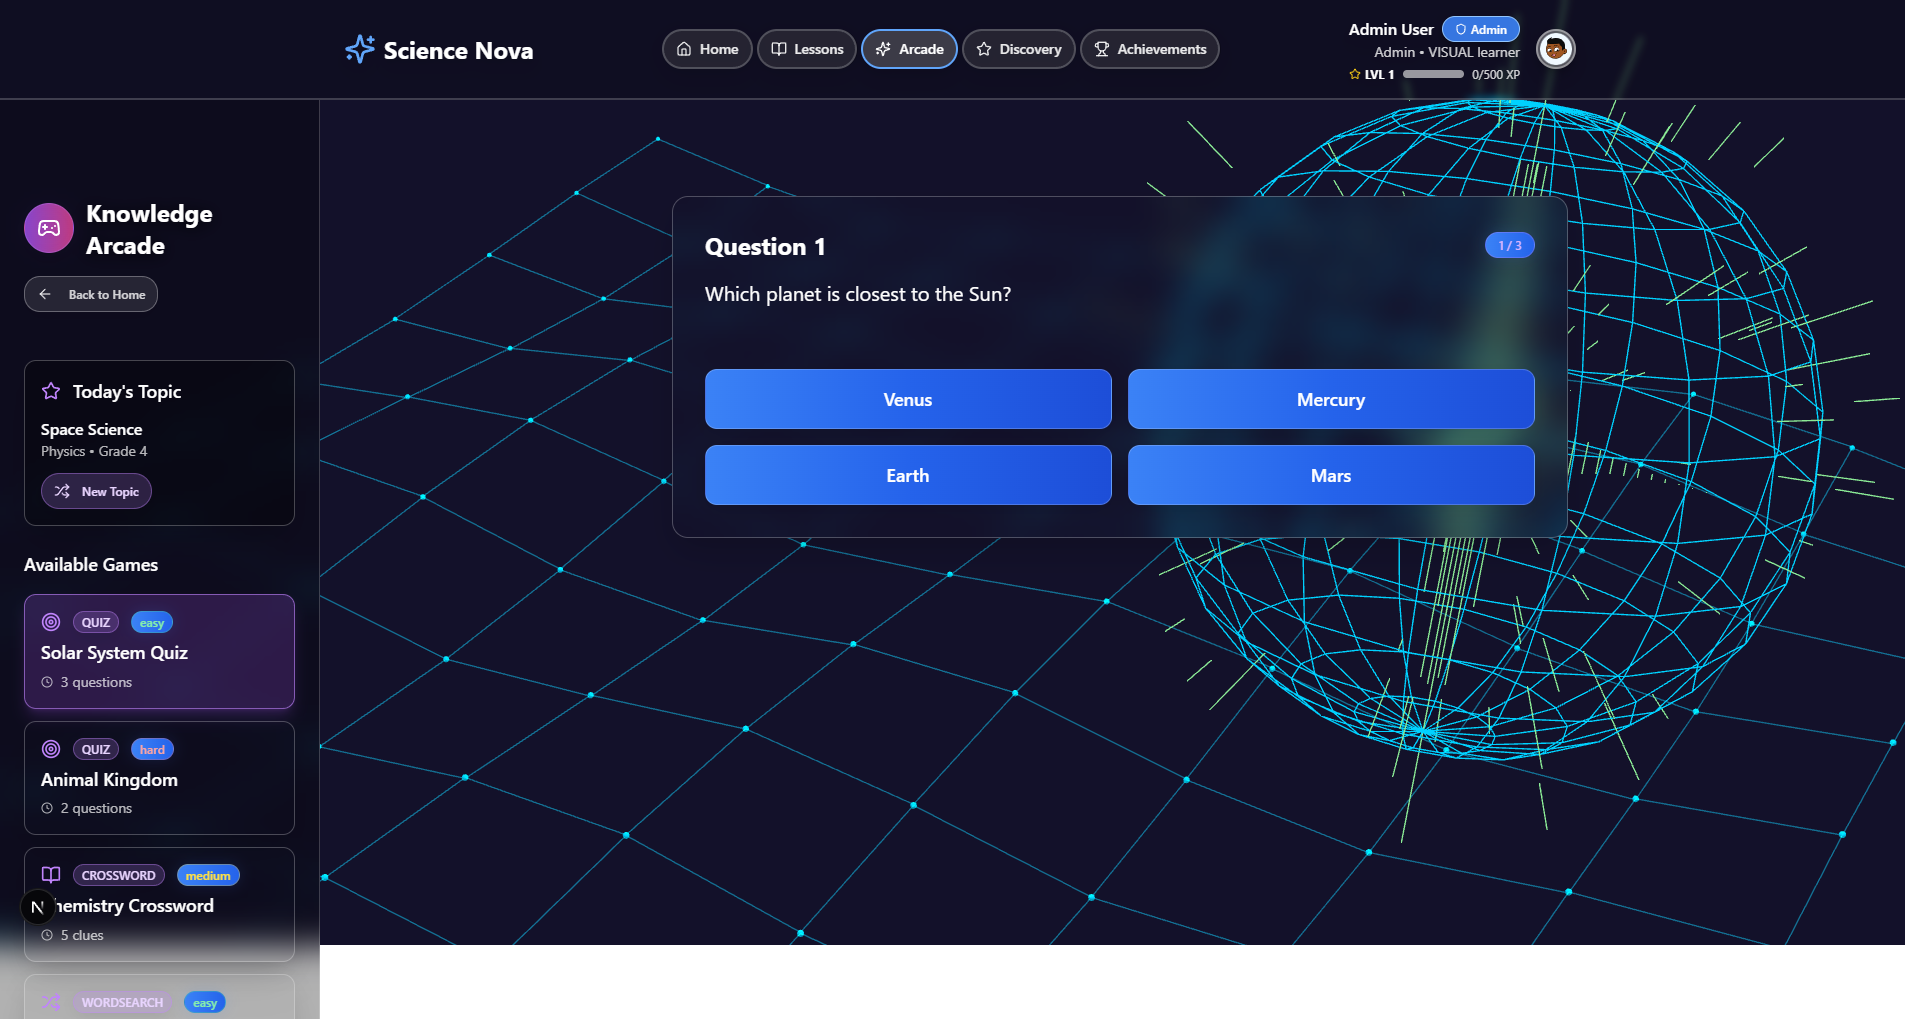 Science Nova
Home
Lessons
Arcade
Discovery
Achievements
Admin User
Admin
Admin • VISUAL learner
LVL 1
0/500 XP
Knowledge
Arcade
Back to Home
Today's Topic
Space Science
Physics • Grade 4
New Topic
Available Games
QUIZ easy
Solar System Quiz
3 questions
QUIZ hard
Animal Kingdom
2 questions
CROSSWORD medium
N
hemistry Crossword
5 clues
WORDSEARCH easy
Question 1
1 / 3
Which planet is closest to the Sun?
Venus
Mercury
Earth
Mars